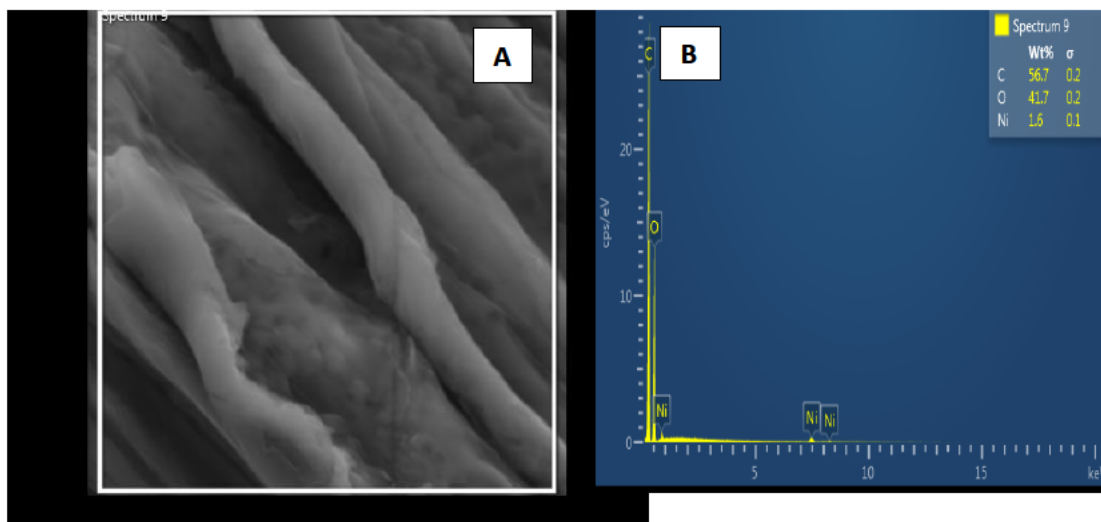 Spectrum 9
A
B
Spectrum 9
Wt% σ
C 56.7 0.2
O 41.7 0.2
Ni 1.6 0.1
C
O
Ni
Ni
Ni
cps/eV
20
10
0
5
10
15
ke